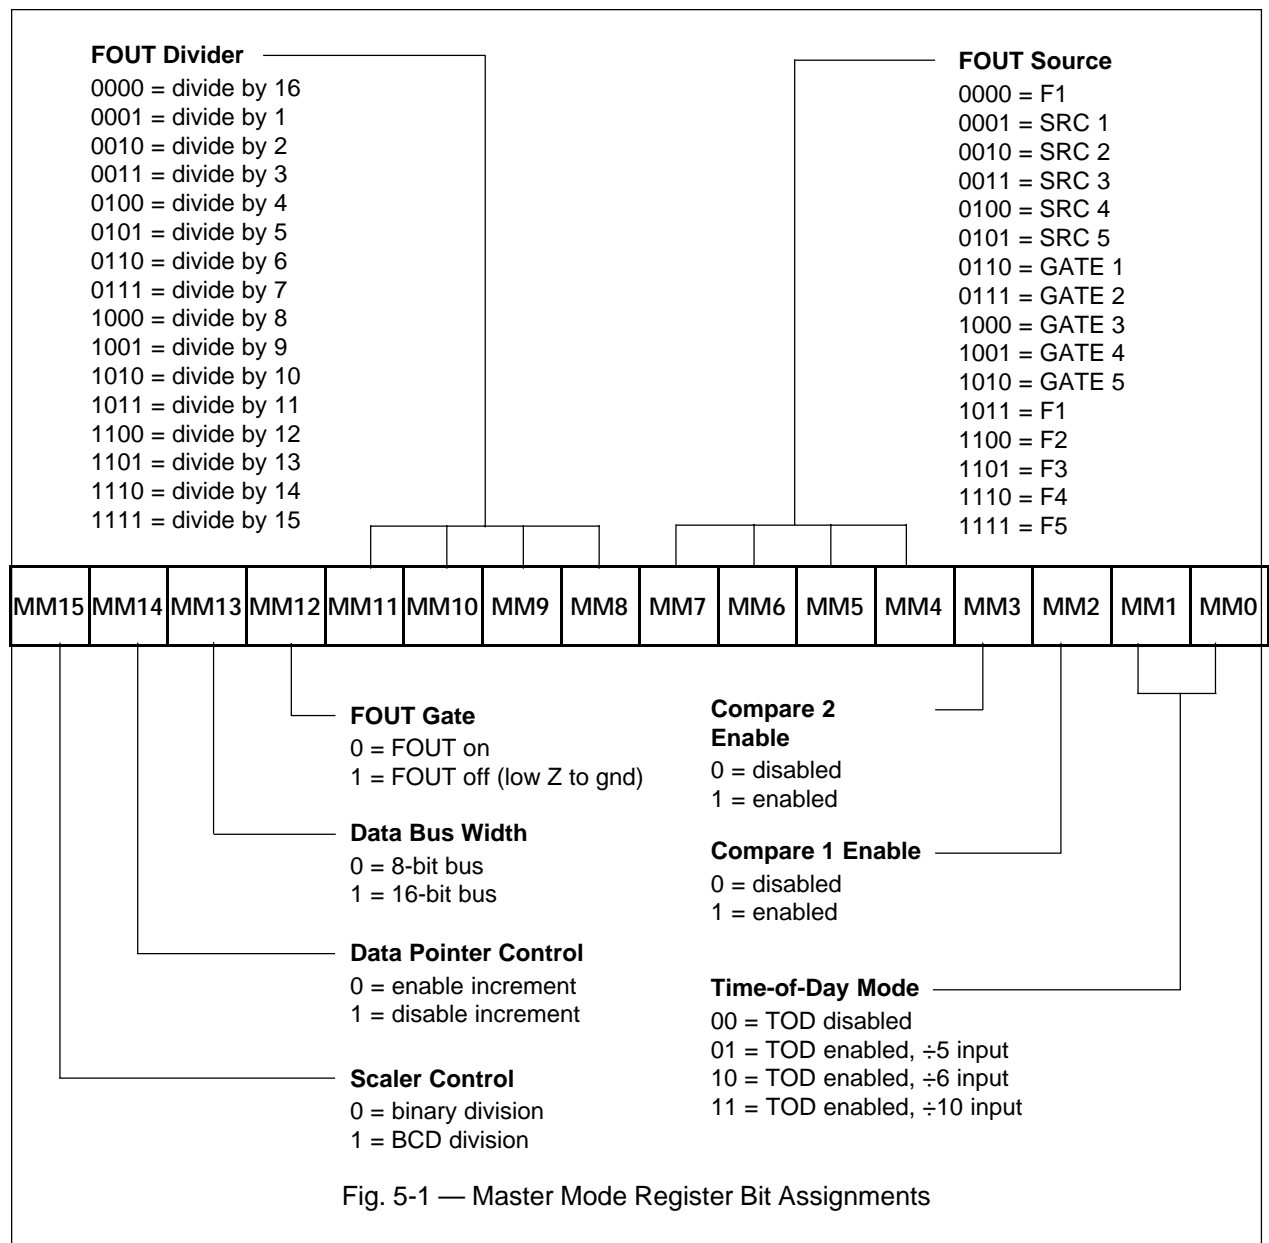 FOUT Divider
0000 = divide by 16
0001 = divide by 1
0010 = divide by 2
0011 = divide by 3
0100 = divide by 4
0101 = divide by 5
0110 = divide by 6
0111 = divide by 7
1000 = divide by 8
1001 = divide by 9
1010 = divide by 10
1011 = divide by 11
1100 = divide by 12
1101 = divide by 13
1110 = divide by 14
1111 = divide by 15
FOUT Source
0000 = F1
0001 = SRC 1
0010 = SRC 2
0011 = SRC 3
0100 = SRC 4
0101 = SRC 5
0110 = GATE 1
0111 = GATE 2
1000 = GATE 3
1001 = GATE 4
1010 = GATE 5
1011 = F1
1100 = F2
1101 = F3
1110 = F4
1111 = F5
MM15 MM14 MM13 MM12 MM11 MM10 MM9 MM8 MM7 MM6 MM5 MM4 MM3 MM2 MM1 MM0
FOUT Gate
0 = FOUT on
1 = FOUT off (low Z to gnd)
Data Bus Width
0 = 8-bit bus
1 = 16-bit bus
Data Pointer Control
0 = enable increment
1 = disable increment
Scaler Control
0 = binary division
1 = BCD division
Compare 2
Enable
0 = disabled
1 = enabled
Compare 1 Enable
0 = disabled
1 = enabled
Time-of-Day Mode
00 = TOD disabled
01 = TOD enabled, ÷5 input
10 = TOD enabled, ÷6 input
11 = TOD enabled, ÷10 input
Fig. 5-1 — Master Mode Register Bit Assignments